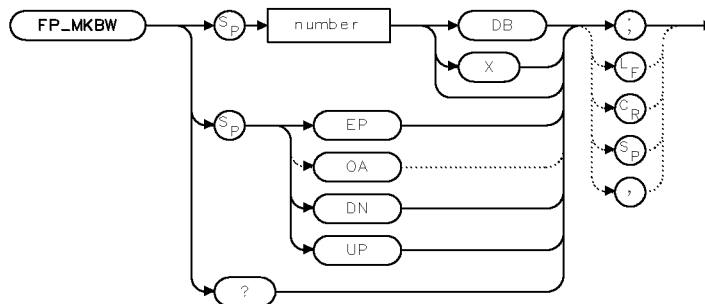 FP_MKBW
SP
number
DB
X
;
LF
CR
SP
,
SP
EP
OA
DN
UP
?